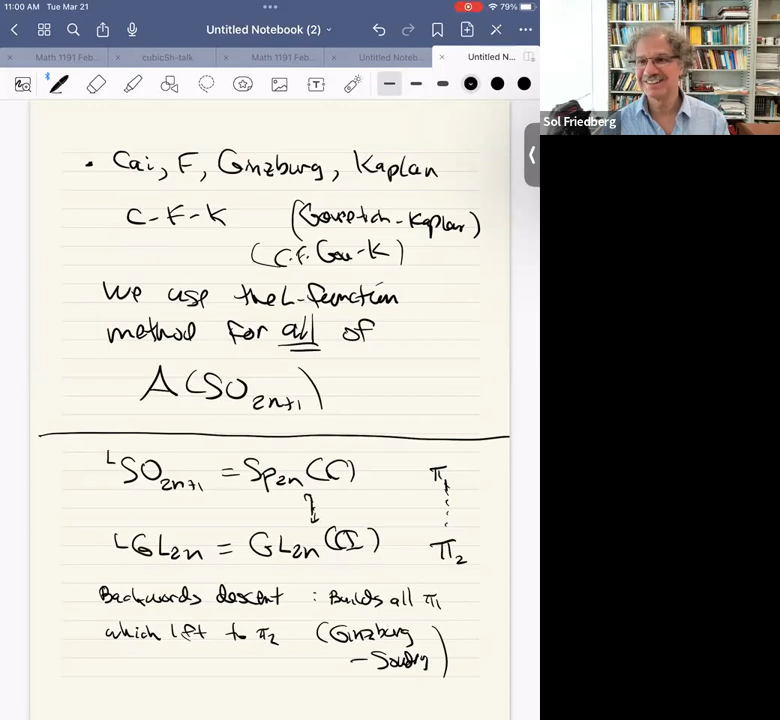 11:00 AM Tue Mar 21
79%
Untitled Notebook (2)
Math 1191 Feb...
cubicSh-talk
Math 1191 Feb...
Untitled Noteb...
Untitled N...
Sol Friedberg
• Cai, F, Ginzburg, Kaplan
C-F-K (Gourevitch-Kaplan)
(C.F. Gou-K)
We use the L-function
method for all of
A(SO2n+1)
LSO2n+1 = Sp2n(C) π1
LGL2n = GL2n(C) π2
Backwards descent : Builds all π1
which lift to π2 (Ginzburg
-Soudry)